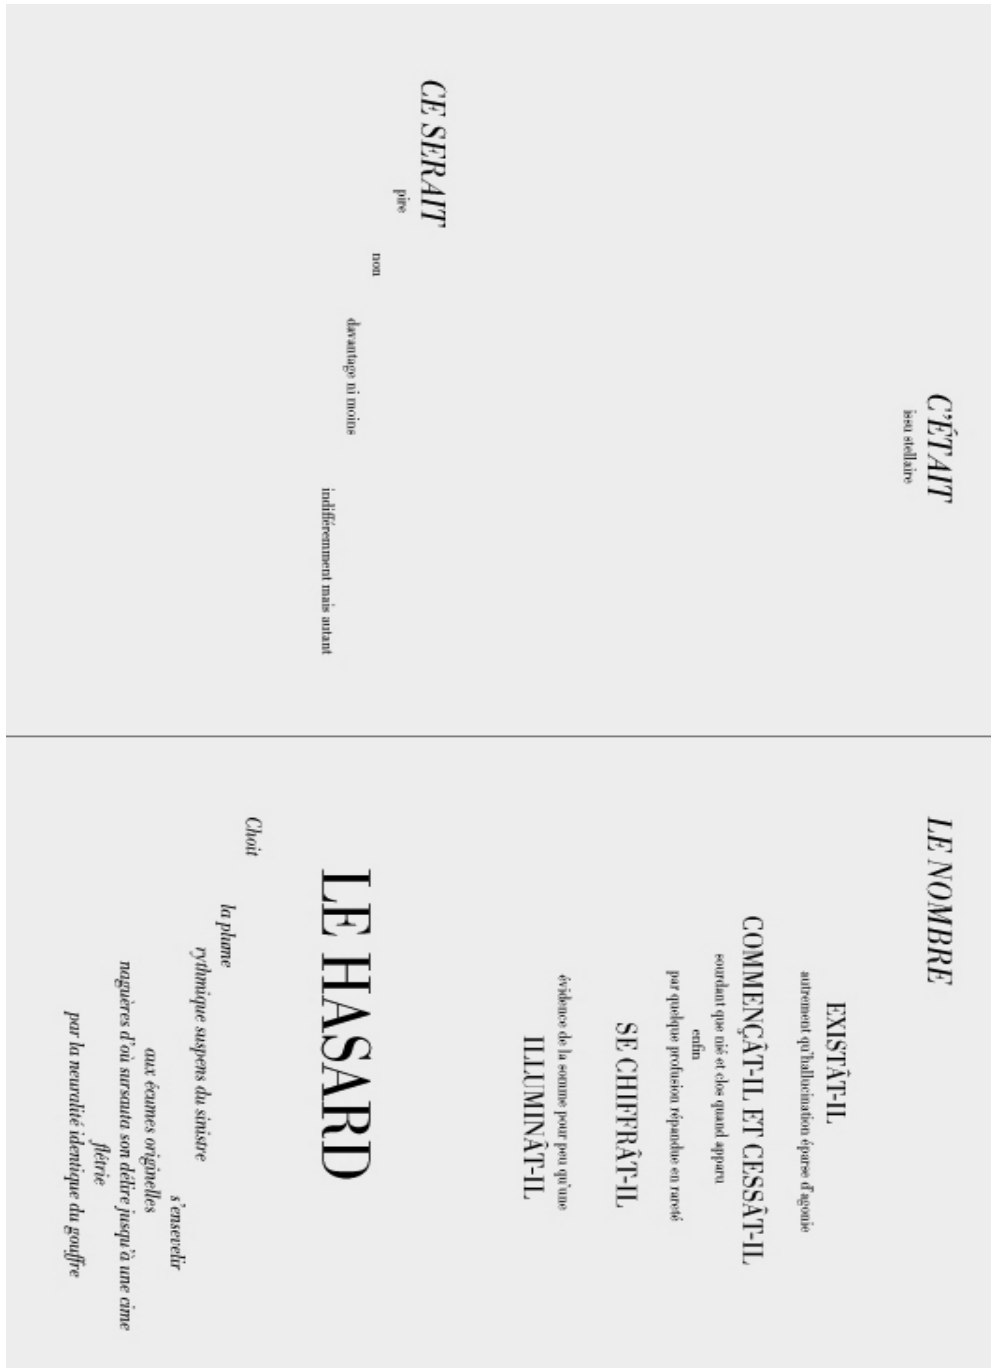 C'ÉTAIT
issu stellaire
CE SERAIT
pire
non
davantage ni moins
indifféremment mais autant
LE NOMBRE
EXISTÂT-IL
autrement qu'hallucination éparse d'agonie
COMMENÇÂT-IL ET CESSÂT-IL
sourdant que nié et clos quand apparu
enfin
par quelque profusion répandue en rareté
SE CHIFFRÂT-IL
évidence de la somme pour peu qu'une
ILLUMINÂT-IL
LE HASARD
Choit
la plume
rythmique suspens du sinistre
s'ensevelir
aux écumes originelles
naguères d'où sursauta son délire jusqu'à une cime
flétrie
par la neuralité identique du gouffre